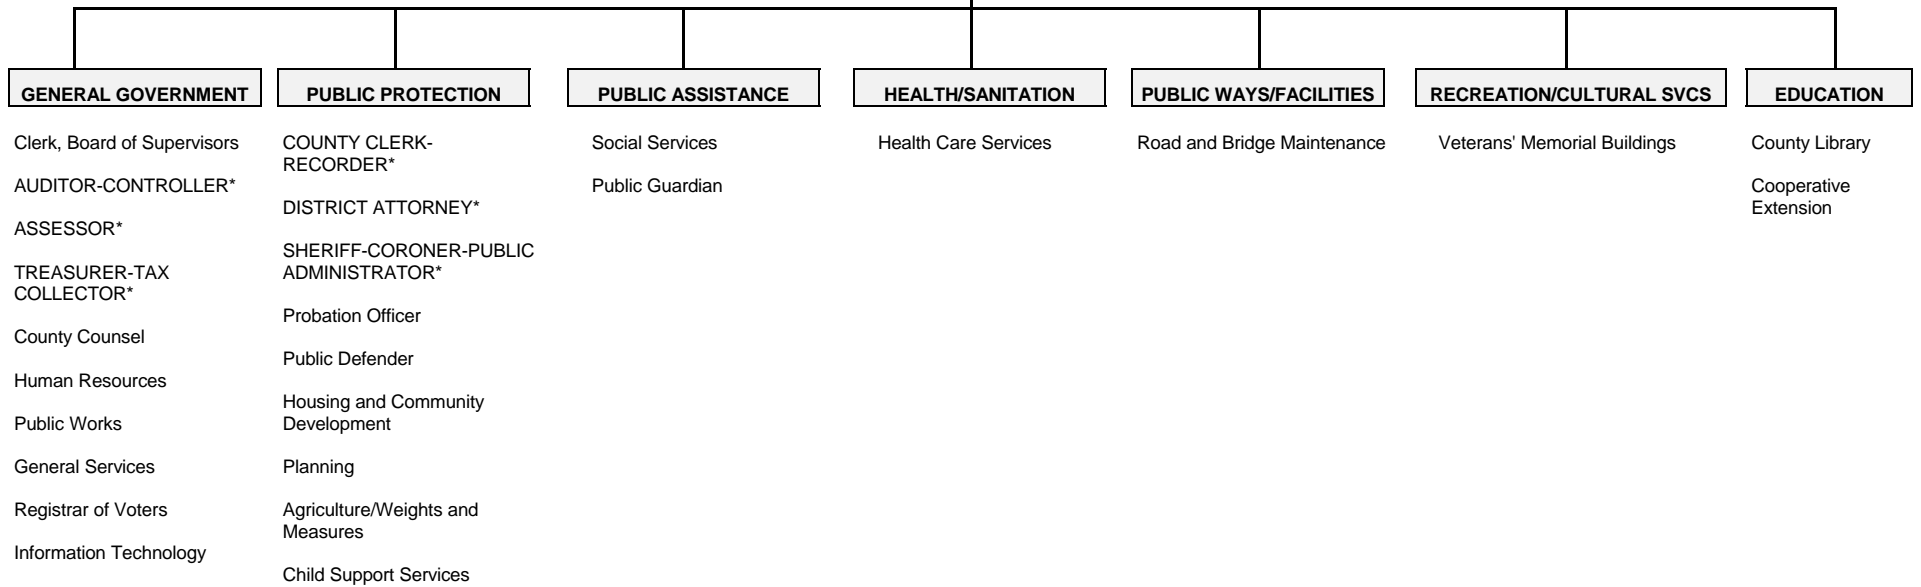 GENERAL GOVERNMENT
Clerk, Board of Supervisors
AUDITOR-CONTROLLER*
ASSESSOR*
TREASURER-TAX
COLLECTOR*
County Counsel
Human Resources
Public Works
General Services
Registrar of Voters
Information Technology
PUBLIC PROTECTION
COUNTY CLERK-
RECORDER*
DISTRICT ATTORNEY*
SHERIFF-CORONER-PUBLIC
ADMINISTRATOR*
Probation Officer
Public Defender
Housing and Community
Development
Planning
Agriculture/Weights and
Measures
Child Support Services
PUBLIC ASSISTANCE
Social Services
Public Guardian
HEALTH/SANITATION
Health Care Services
PUBLIC WAYS/FACILITIES
Road and Bridge Maintenance
RECREATION/CULTURAL SVCS
Veterans' Memorial Buildings
EDUCATION
County Library
Cooperative
Extension